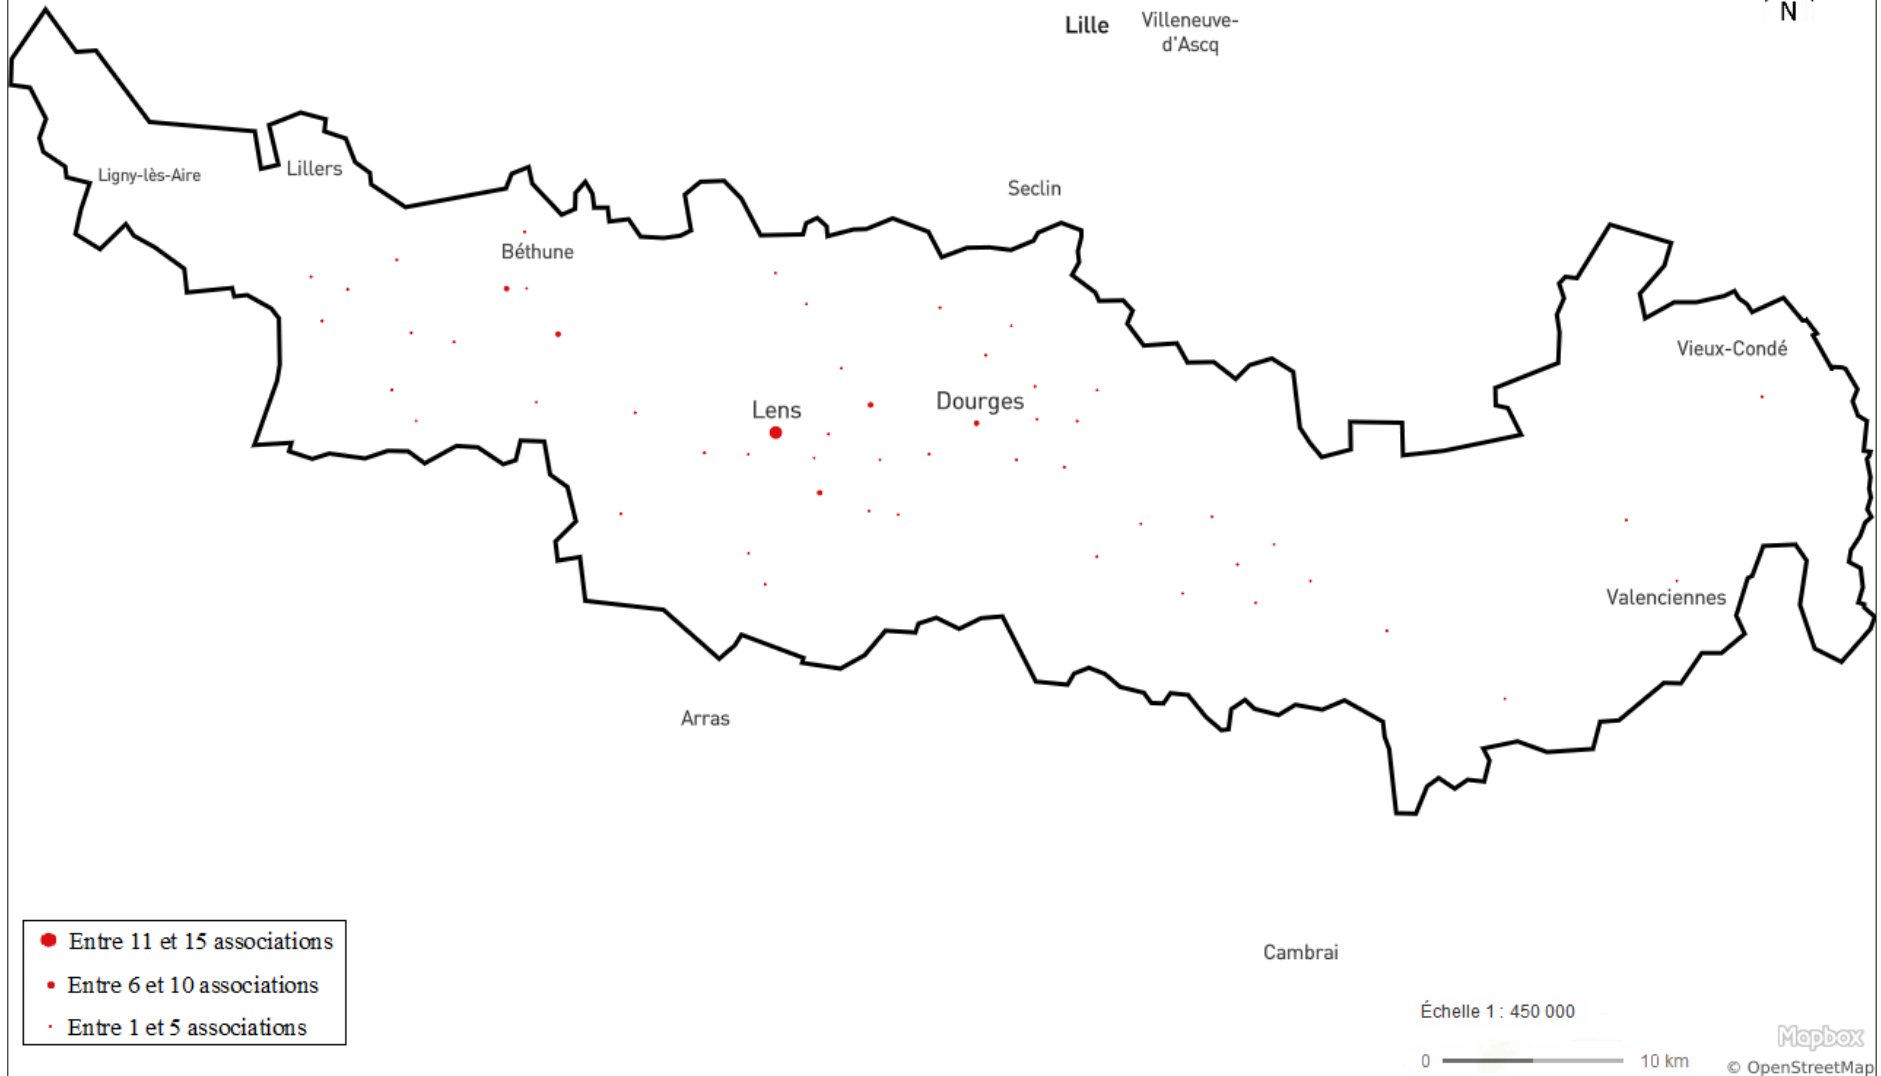 N
Lille
Villeneuve-
d'Ascq
Ligny-lès-Aire
Lillers
Seclin
Béthune
Vieux-Condé
Lens
Dourges
Valenciennes
Arras
Entre 11 et 15 associations
Entre 6 et 10 associations
Entre 1 et 5 associations
Cambrai
Échelle 1 : 450 000
0 10 km
Mapbox
© OpenStreetMap